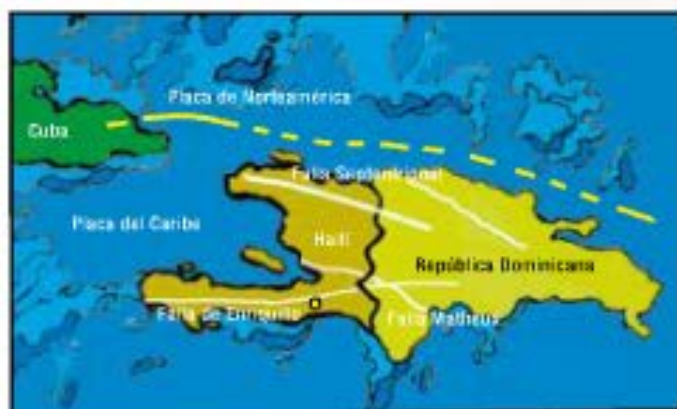 Placa de Norteamérica
Cuba
Falla Septentrional
Placa del Caribe
Haití
República Dominicana
Falla de Enriquillo
Falla Matheux